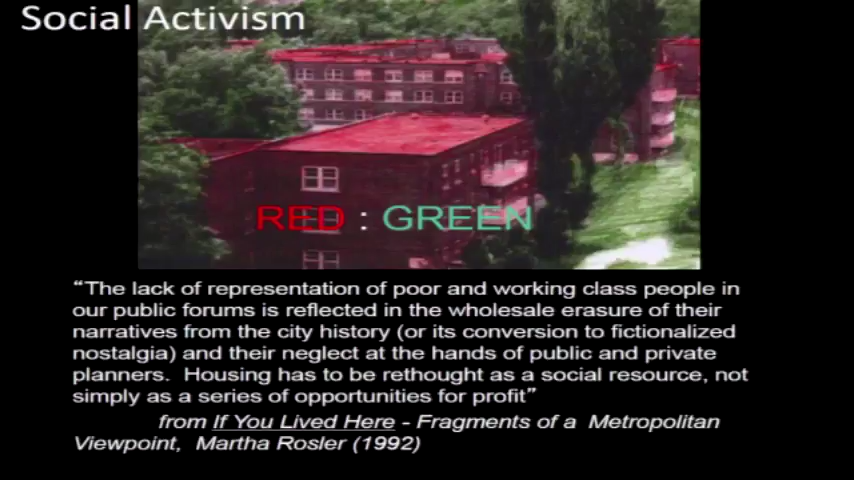 Social Activism
RED : GREEN
“The lack of representation of poor and working class people in
our public forums is reflected in the wholesale erasure of their
narratives from the city history (or its conversion to fictionalized
nostalgia) and their neglect at the hands of public and private
planners.  Housing has to be rethought as a social resource, not
simply as a series of opportunities for profit”
from If You Lived Here - Fragments of a  Metropolitan
Viewpoint,  Martha Rosler (1992)